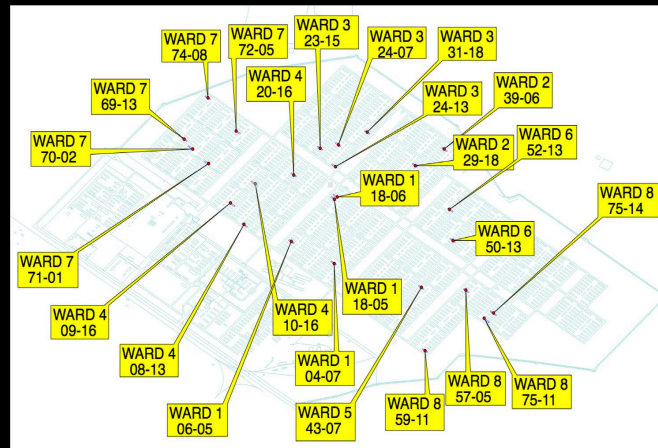 WARD 7
74-08
WARD 7
72-05
WARD 3
23-15
WARD 3
24-07
WARD 3
31-18
WARD 4
20-16
WARD 2
39-06
WARD 7
69-13
WARD 3
24-13
WARD 6
52-13
WARD 7
70-02
WARD 2
29-18
WARD 1
18-06
WARD 8
75-14
WARD 6
50-13
WARD 7
71-01
WARD 1
18-05
WARD 4
09-16
WARD 4
10-16
WARD 4
08-13
WARD 1
04-07
WARD 8
57-05
WARD 8
75-11
WARD 1
06-05
WARD 5
43-07
WARD 8
59-11